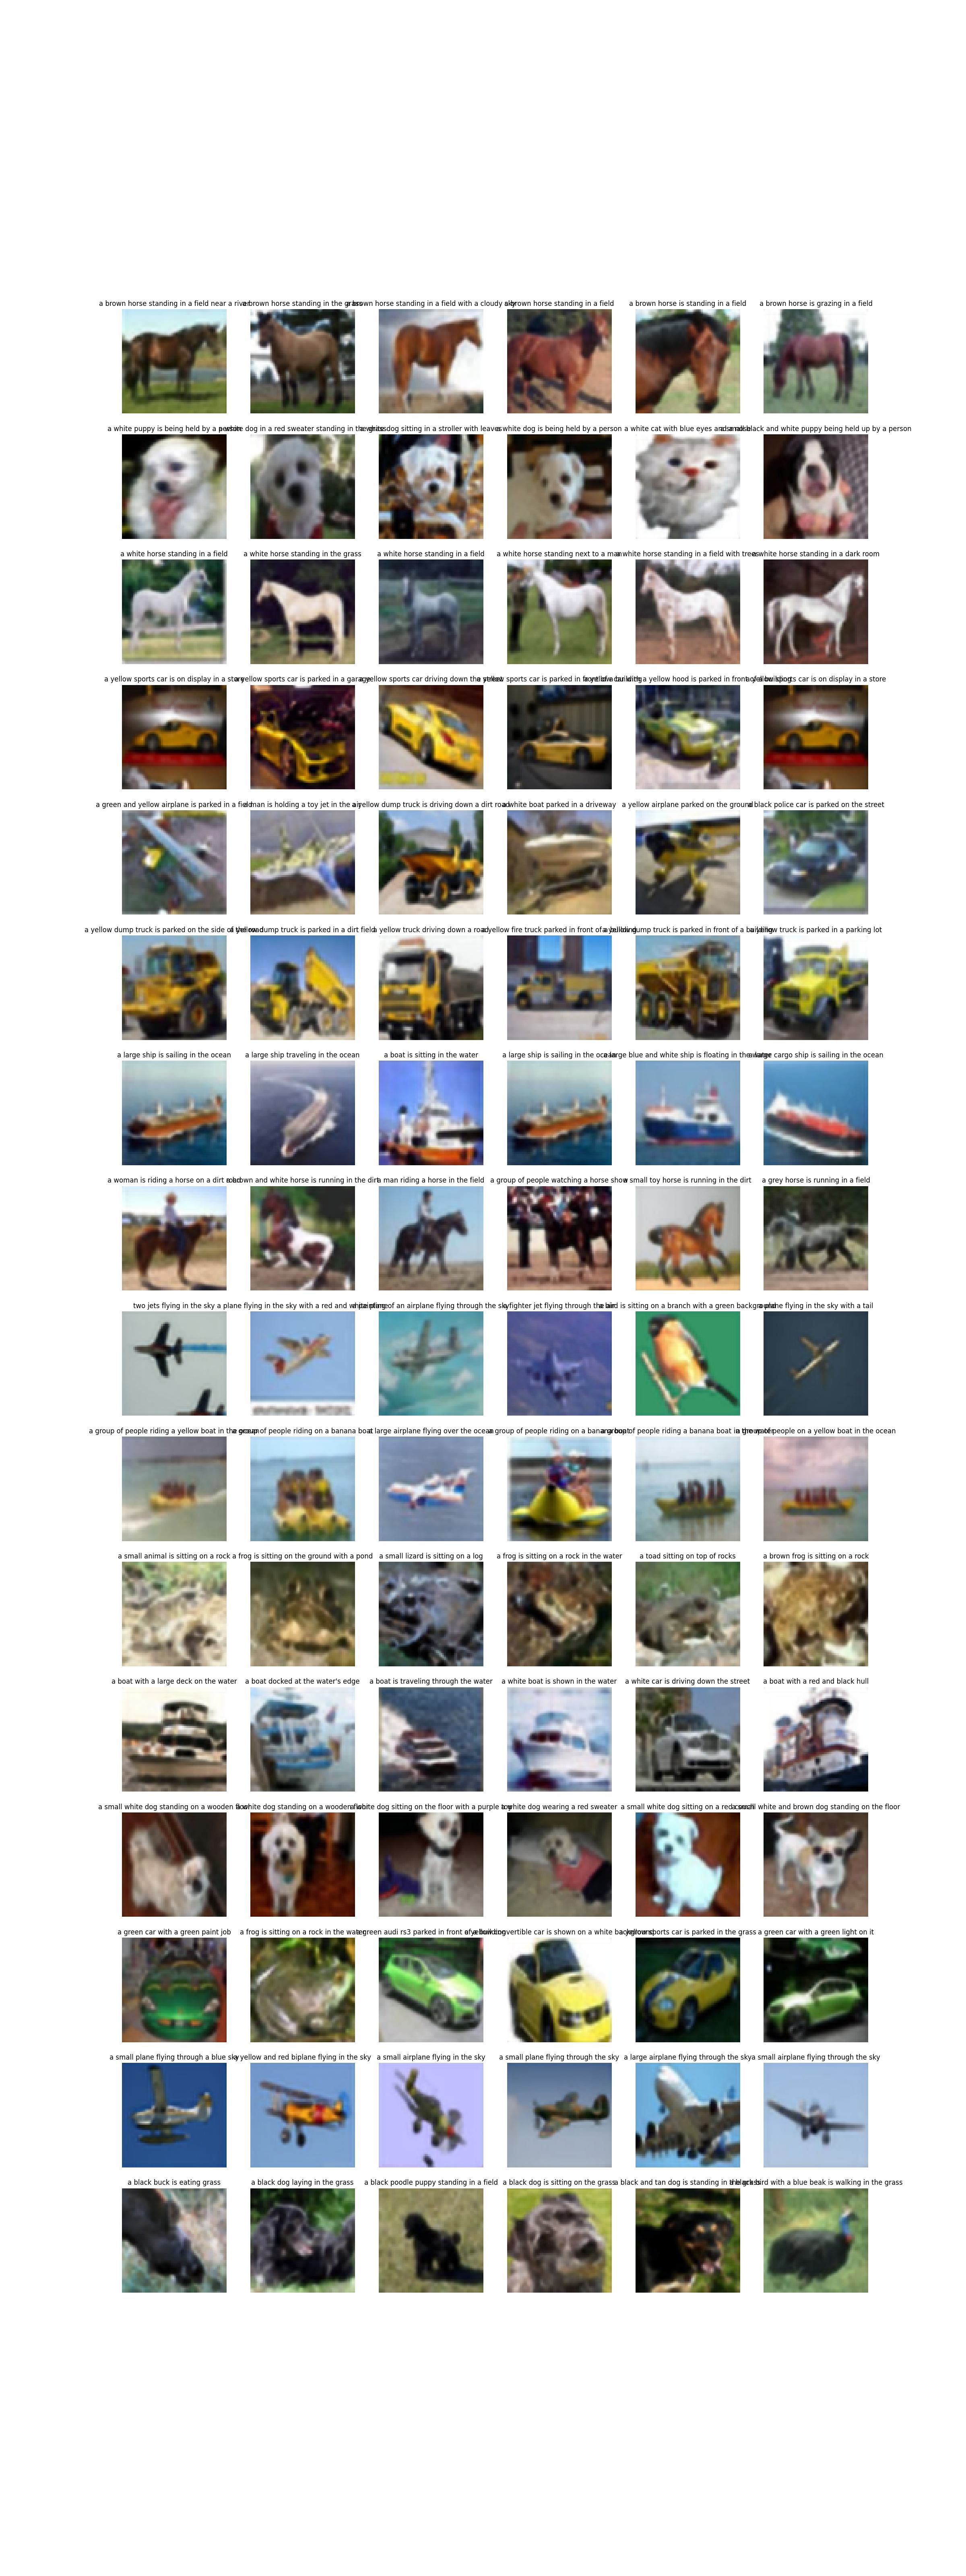 a brown horse standing in a field near a river a brown horse standing in the grass a brown horse standing in a field with a cloudy sky a brown horse standing in a field a brown horse is standing in a field a brown horse is grazing in a field
a white puppy is being held by a person a white dog in a red sweater standing in the grass a white dog sitting in a stroller with leaves a white dog is being held by a person a white cat with blue eyes and a small black and white puppy being held up by a person
a white horse standing in a field a white horse standing in the grass a white horse standing in a field a white horse standing next to a man a white horse standing in a field with trees a white horse standing in a dark room
a yellow sports car is on display in a store a yellow sports car is parked in a garage a yellow sports car driving down the street a yellow sports car is parked in front of a building a yellow hood is parked in front of a building a yellow sports car is on display in a store
a green and yellow airplane is parked in a field a man is holding a toy jet in the air a yellow dump truck is driving down a dirt road a white boat parked in a driveway a yellow airplane parked on the ground a black police car is parked on the street
a yellow dump truck is parked on the side of the road a yellow dump truck is parked in a dirt field a yellow truck driving down a road a yellow fire truck parked in front of a building a yellow dump truck is parked in front of a building a yellow truck is parked in a parking lot
a large ship is sailing in the ocean a large ship traveling in the ocean a boat is sitting in the water a large ship is sailing in the ocean a large blue and white ship is floating in the water a large cargo ship is sailing in the ocean
a woman is riding a horse on a dirt road a brown and white horse is running in the dirt a man riding a horse in the field a group of people watching a horse show a small toy horse is running in the dirt a grey horse is running in a field
two jets flying in the sky a plane flying in the sky with a red and white a painting of an airplane flying through the sky a fighter jet flying through the air a bird is sitting on a branch with a green background a plane flying in the sky with a tail
a group of people riding a yellow boat in the ocean a group of people riding on a banana boat a large airplane flying over the ocean a group of people riding on a banana boat a group of people riding a banana boat in the water a group of people on a yellow boat in the ocean
a small animal is sitting on a rock a frog is sitting on the ground with a pond a small lizard is sitting on a log a frog is sitting on a rock in the water a toad sitting on top of rocks a brown frog is sitting on a rock
a boat with a large deck on the water a boat docked at the water's edge a boat is traveling through the water a white boat is shown in the water a white car is driving down the street a boat with a red and black hull
a small white dog standing on a wooden floor a white dog standing on a wooden floor a white dog sitting on the floor with a purple toy a white dog wearing a red sweater a small white dog sitting on a red couch a small white and brown dog standing on the floor
a green car with a green paint job a frog is sitting on a rock in the water a green audi rs3 parked in front of a building a yellow convertible car is shown on a white background a yellow sports car is parked in the grass a green car with a green light on it
a small plane flying through a blue sky a yellow and red biplane flying in the sky a small airplane flying in the sky a small plane flying through the sky a large airplane flying through the sky a small airplane flying through the sky
a black buck is eating grass a black dog laying in the grass a black poodle puppy standing in a field a black dog is sitting on the grass a black and tan dog is standing in the grass a black bird with a blue beak is walking in the grass